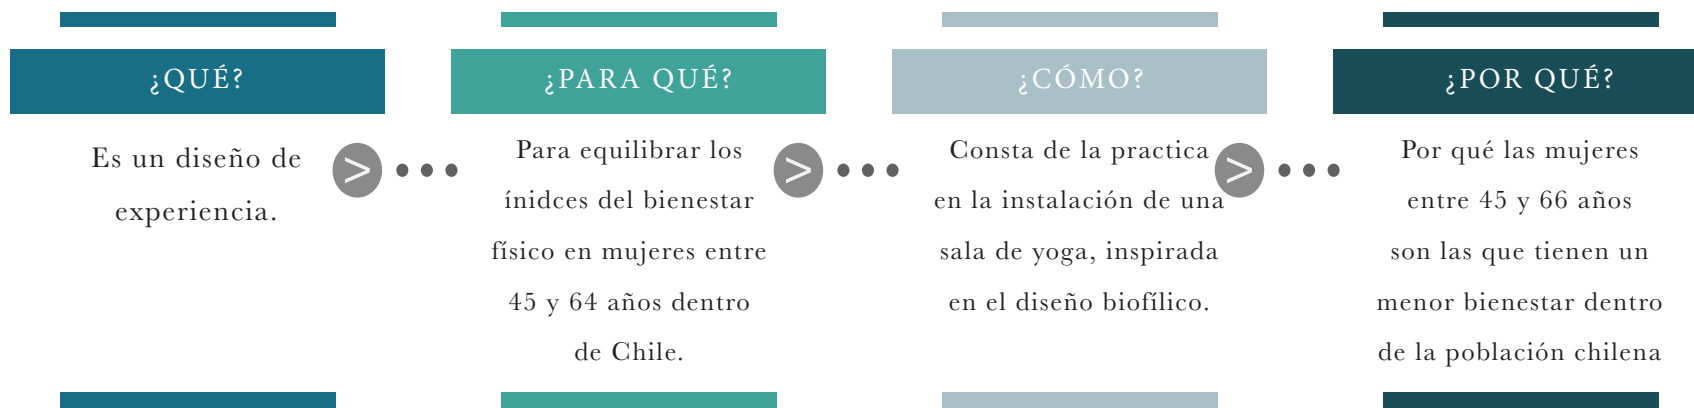 ¿QUÉ?
Es un diseño de
experiencia.
>
¿PARA QUÉ?
Para equilibrar los
ínidces del bienestar
físico en mujeres entre
45 y 64 años dentro
de Chile.
>
¿CÓMO?
Consta de la practica
en la instalación de una
sala de yoga, inspirada
en el diseño biofílico.
>
¿POR QUÉ?
Por qué las mujeres
entre 45 y 66 años
son las que tienen un
menor bienestar dentro
de la población chilena